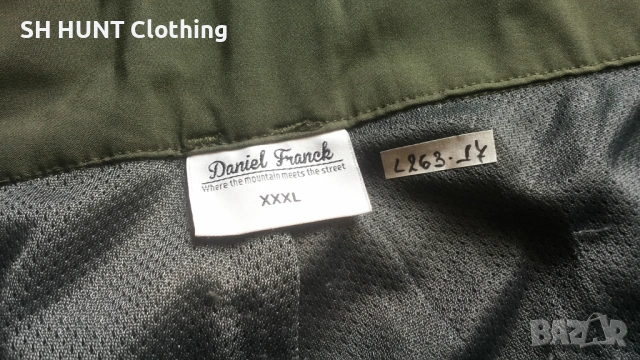 SH HUNT Clothing
Daniel Franck
Where the mountain meets the street
XXXL
L263-17
BAZAR